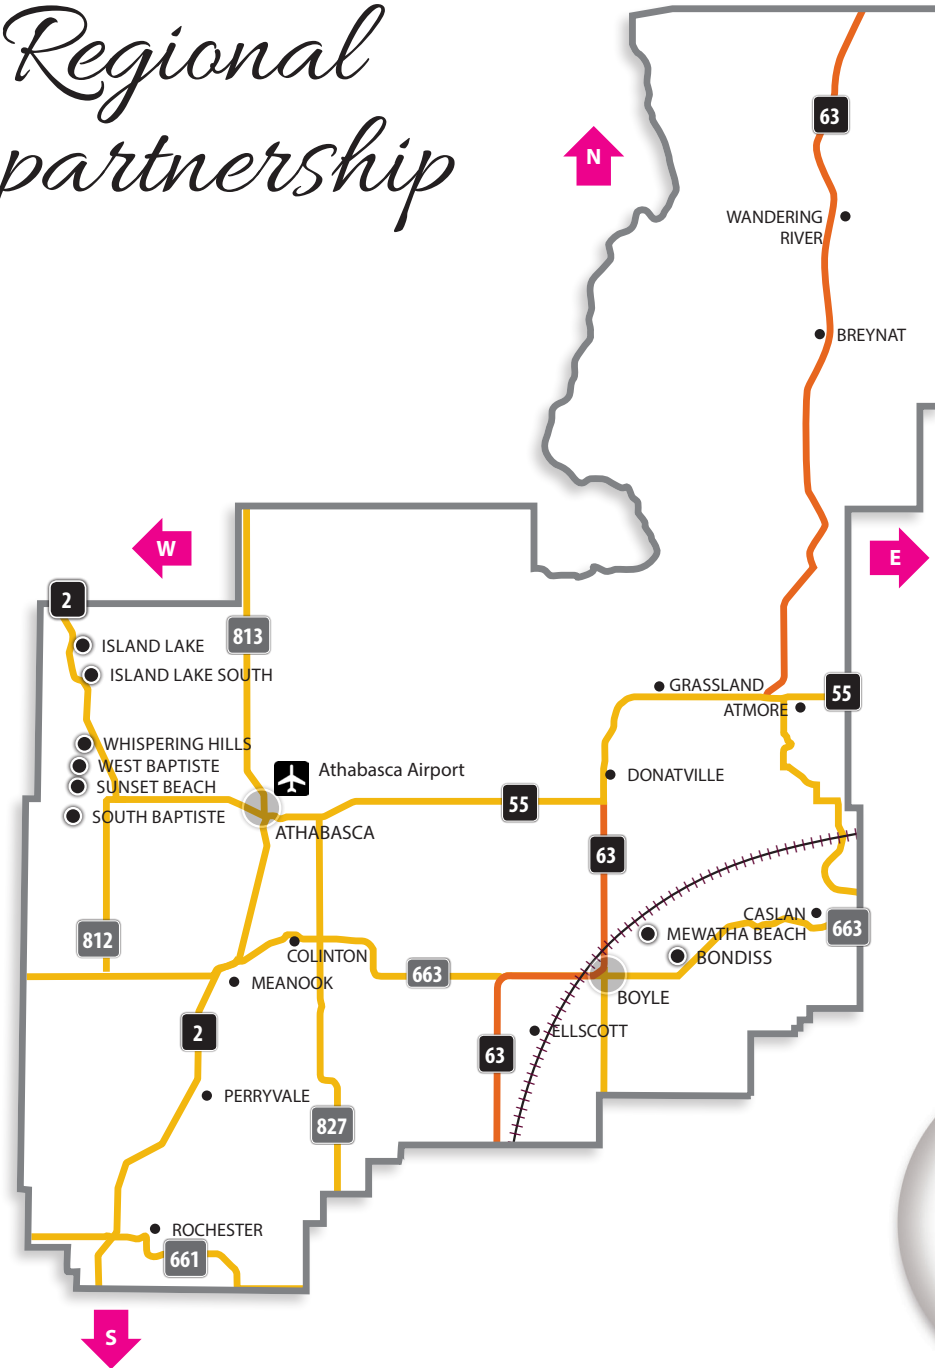 Regional
partnership
63
N
WANDERING
RIVER
BREYNAT
W
E
2
813
ISLAND LAKE
ISLAND LAKE SOUTH
GRASSLAND
55
ATMORE
WHISPERING HILLS
WEST BAPTISTE
Athabasca Airport
DONATVILLE
SUNSET BEACH
55
SOUTH BAPTISTE
ATHABASCA
63
CASLAN
663
812
MEWATHA BEACH
COLINTON
BONDISS
663
MEANOOK
BOYLE
2
ELLSCOTT
63
PERRYVALE
827
ROCHESTER
661
S